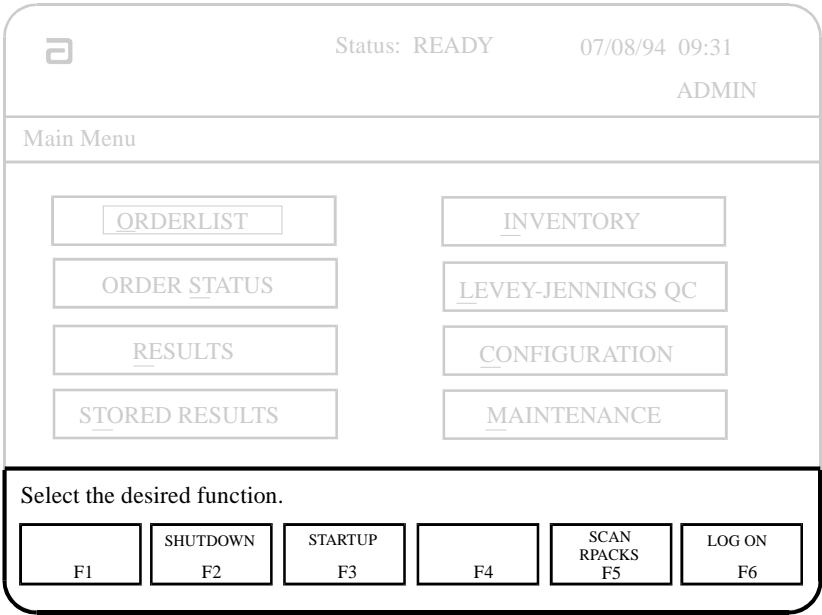 a
Status: READY 07/08/94 09:31
ADMIN
Main Menu
ORDERLIST INVENTORY
ORDER STATUS LEVEY-JENNINGS QC
RESULTS CONFIGURATION
STORED RESULTS MAINTENANCE
Select the desired function.
F1
SHUTDOWN
F2
STARTUP
F3
F4
SCAN
RPACKS
F5
LOG ON
F6